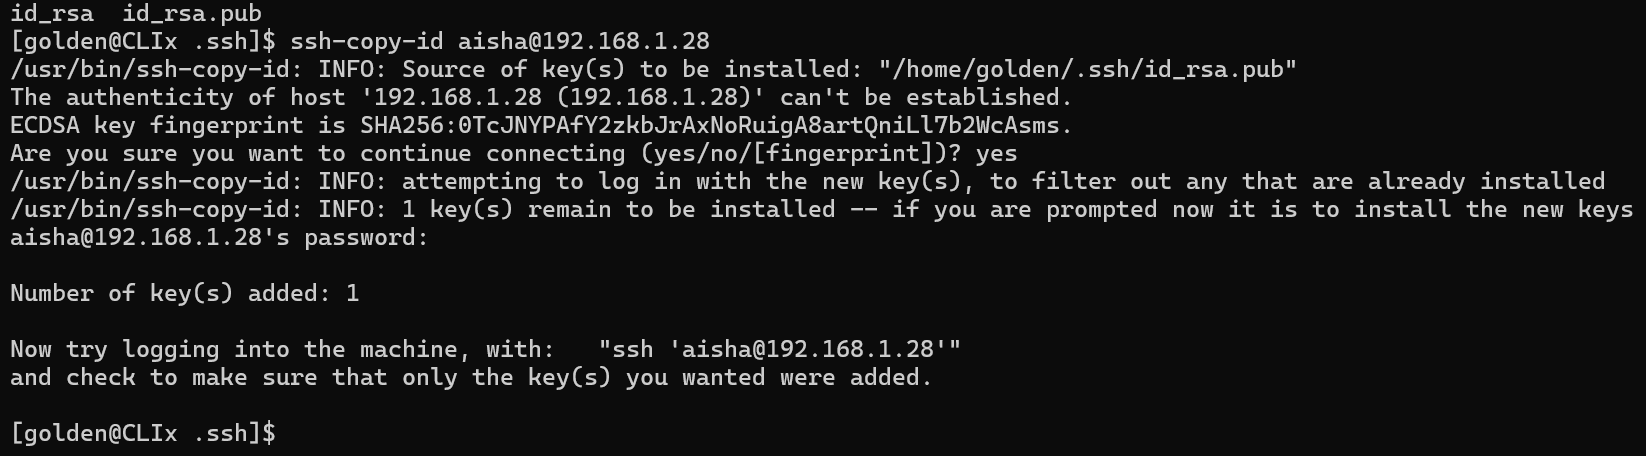 id_rsa  id_rsa.pub
[golden@CLIx .ssh]$ ssh-copy-id aisha@192.168.1.28
/usr/bin/ssh-copy-id: INFO: Source of key(s) to be installed: "/home/golden/.ssh/id_rsa.pub"
The authenticity of host '192.168.1.28 (192.168.1.28)' can't be established.
ECDSA key fingerprint is SHA256:0TcJNYPAfY2zkbJrAxNoRuigA8artQniLl7b2WcAsms.
Are you sure you want to continue connecting (yes/no/[fingerprint])? yes
/usr/bin/ssh-copy-id: INFO: attempting to log in with the new key(s), to filter out any that are already installed
/usr/bin/ssh-copy-id: INFO: 1 key(s) remain to be installed -- if you are prompted now it is to install the new keys
aisha@192.168.1.28's password:

Number of key(s) added: 1

Now try logging into the machine, with:   "ssh 'aisha@192.168.1.28'"
and check to make sure that only the key(s) you wanted were added.

[golden@CLIx .ssh]$